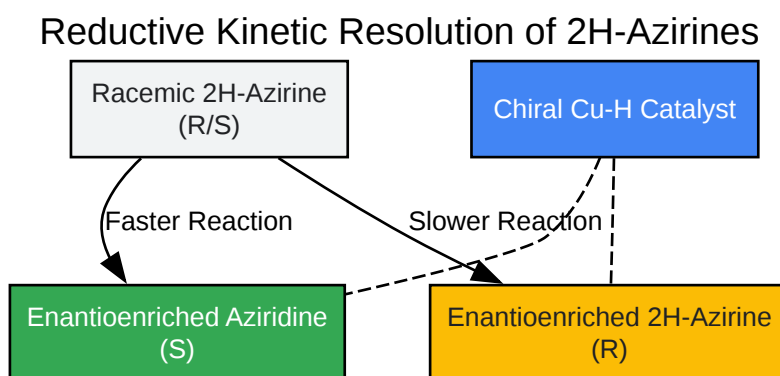 Reductive Kinetic Resolution of 2H-Azirines
Racemic 2H-Azirine
(R/S)
Chiral Cu-H Catalyst
Faster Reaction
Slower Reaction
Enantioenriched Aziridine
(S)
Enantioenriched 2H-Azirine
(R)